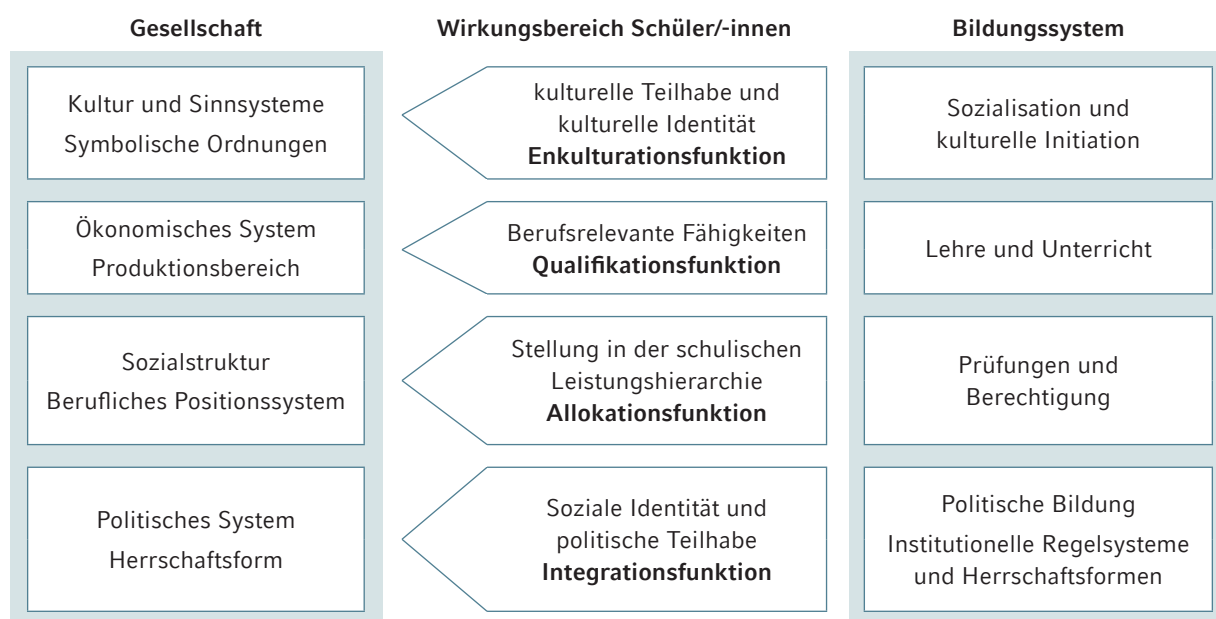 Gesellschaft
Wirkungsbereich Schüler/-innen
Bildungssystem
Kultur und Sinnsysteme
Symbolische Ordnungen
kulturelle Teilhabe und
kulturelle Identität
Enkulturationsfunktion
Sozialisation und
kulturelle Initiation
Ökonomisches System
Produktionsbereich
Berufsrelevante Fähigkeiten
Qualifikationsfunktion
Lehre und Unterricht
Sozialstruktur
Berufliches Positionssystem
Stellung in der schulischen
Leistungshierarchie
Allokationsfunktion
Prüfungen und
Berechtigung
Politisches System
Herrschaftsform
Soziale Identität und
politische Teilhabe
Integrationsfunktion
Politische Bildung
Institutionelle Regelsysteme
und Herrschaftsformen